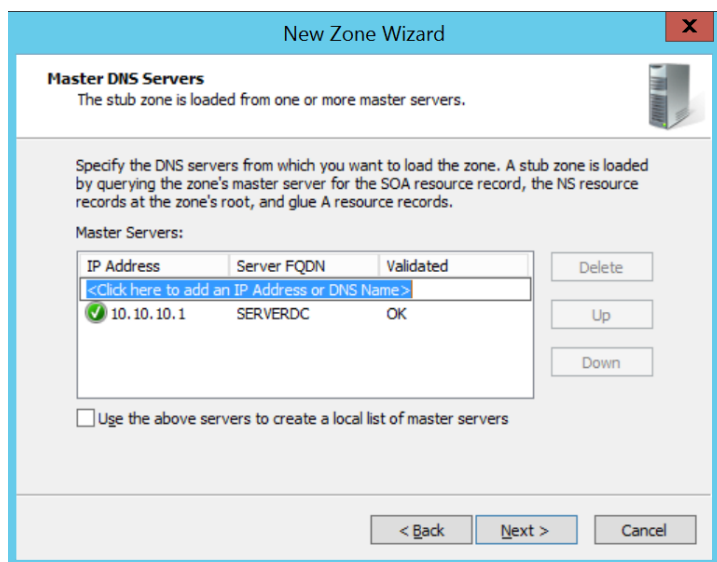 New Zone Wizard
X
Master DNS Servers
The stub zone is loaded from one or more master servers.
Specify the DNS servers from which you want to load the zone. A stub zone is loaded
by querying the zone's master server for the SOA resource record, the NS resource
records at the zone's root, and glue A resource records.
Master Servers:
IP Address Server FQDN Validated
<Click here to add an IP Address or DNS Name>
10.10.10.1 SERVERDC OK
Delete
Up
Down
Use the above servers to create a local list of master servers
< Back Next > Cancel